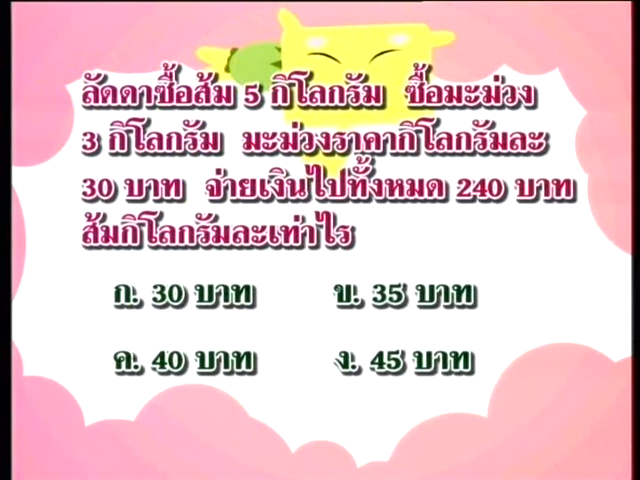 ลัดดาซื้อส้ม 5 กิโลกรัม ซื้อมะม่วง
3 กิโลกรัม มะม่วงราคากิโลกรัมละ
30 บาท จ่ายเงินไปทั้งหมด 240 บาท
ส้มกิโลกรัมละเท่าไร
ก. 30 บาท ข. 35 บาท
ค. 40 บาท ง. 45 บาท